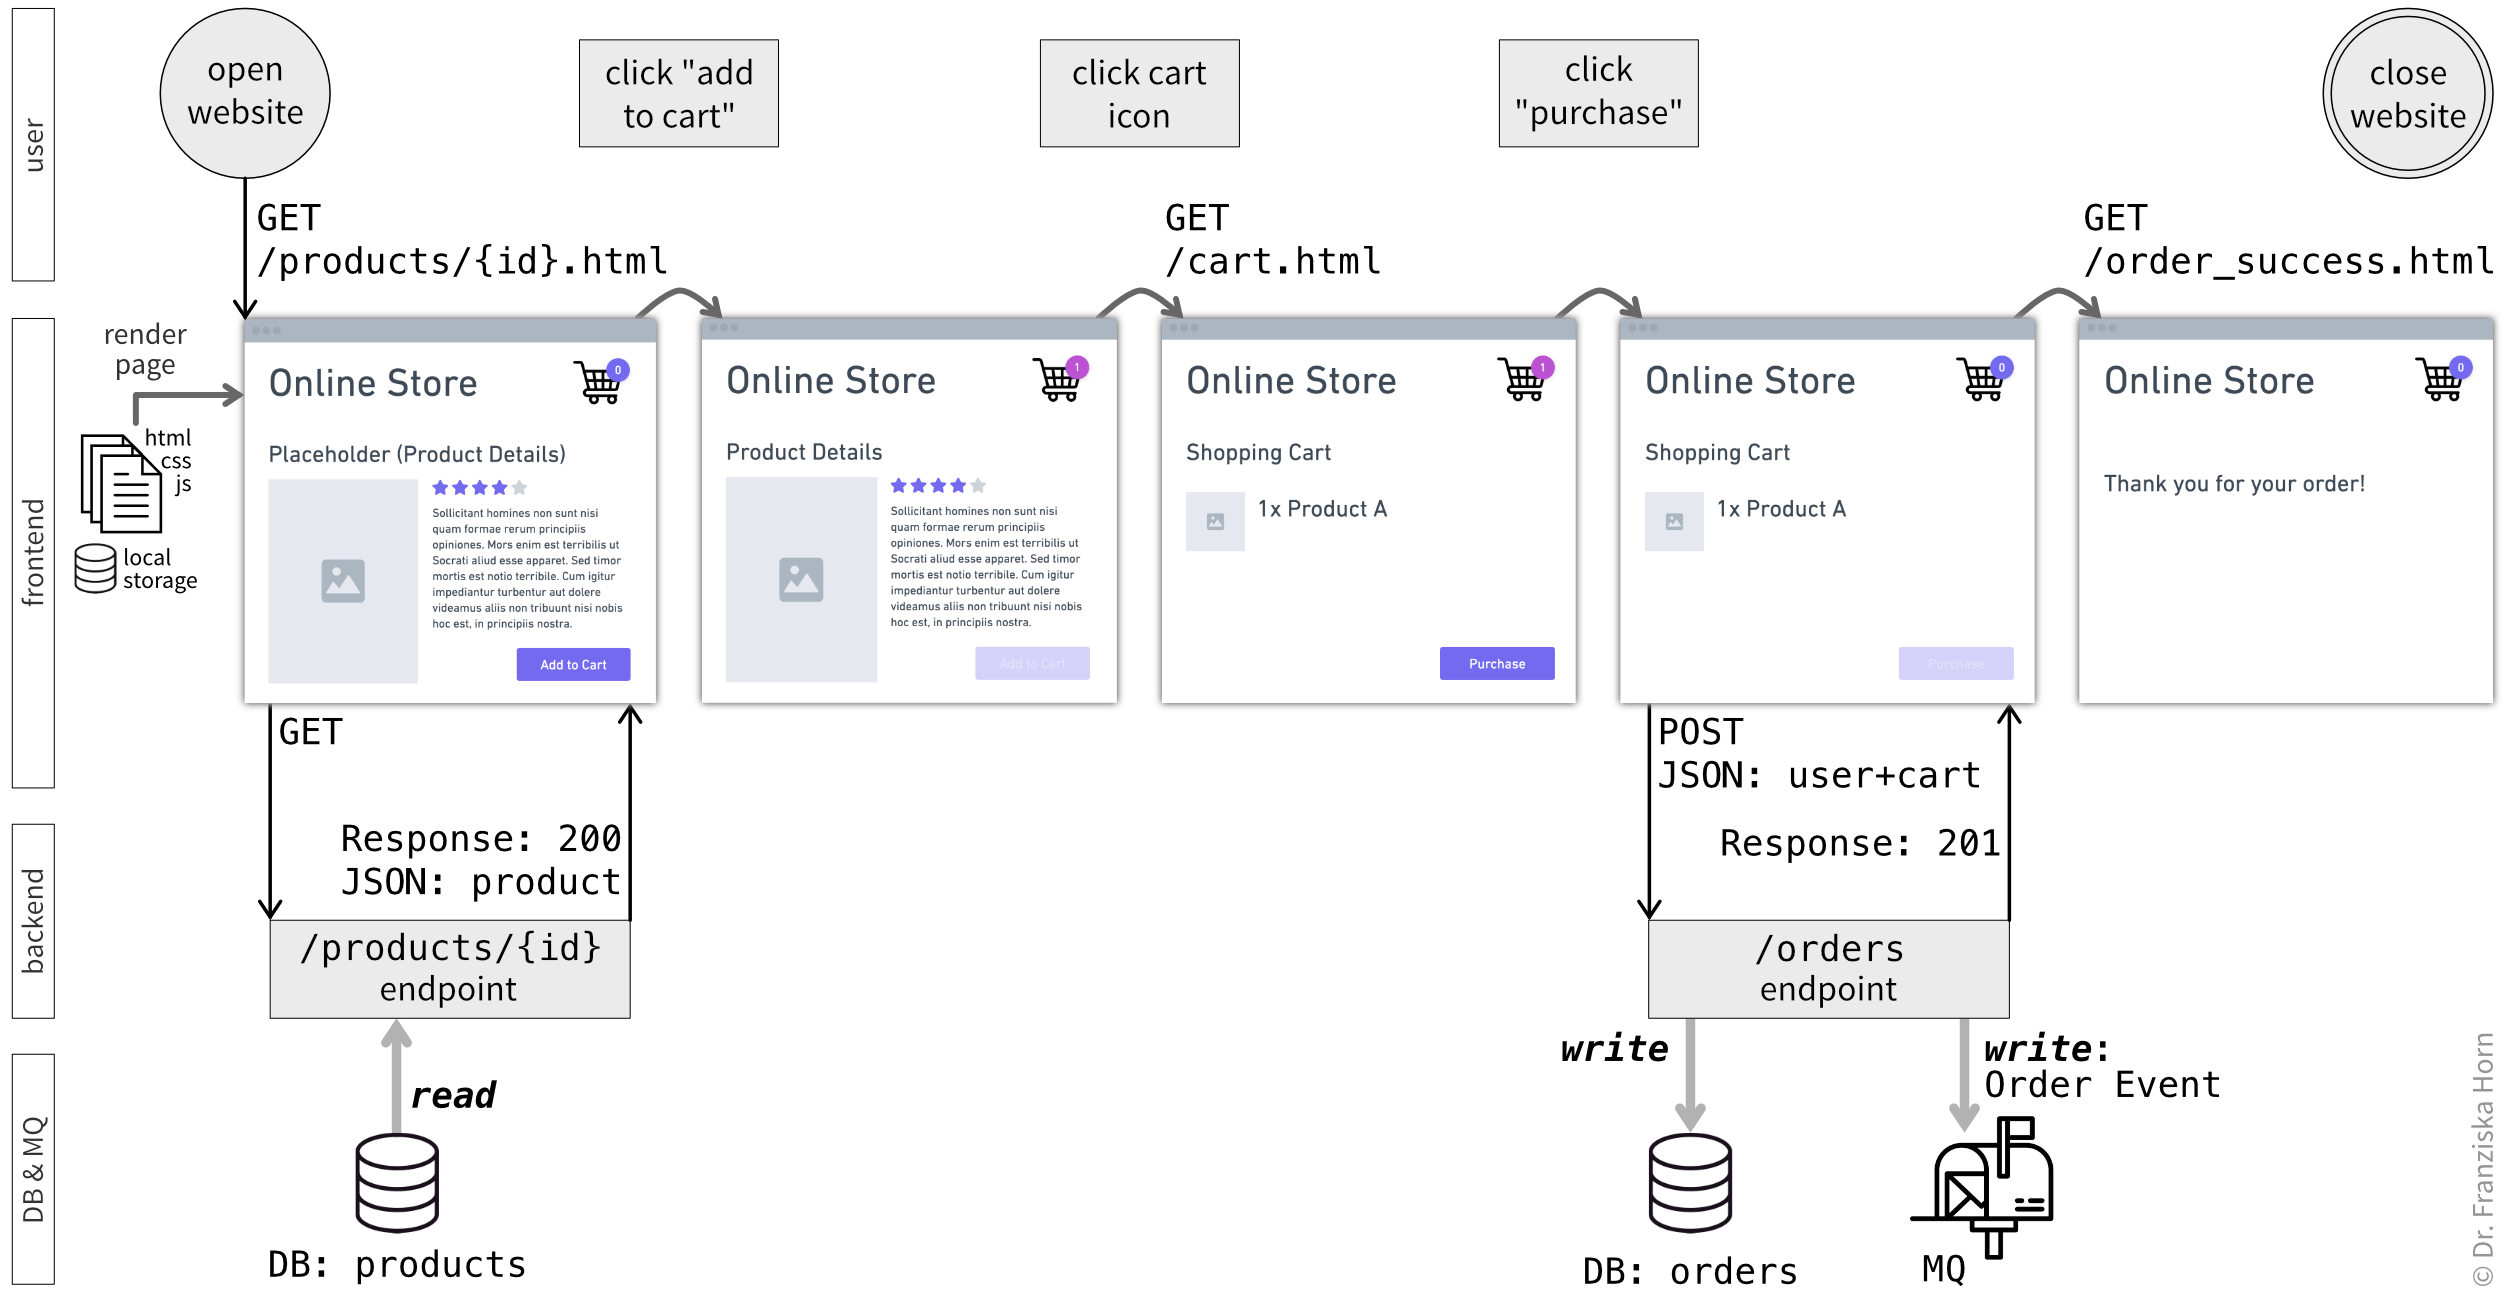 user
open
website
click "add
to cart"
click cart
icon
click
"purchase"
close
website
GET
/products/{id}.html
GET
/cart.html
GET
/order_success.html
frontend
render
page
html
css
js
local
storage
Online Store
0
Placeholder (Product Details)
Sollicitant homines non sunt nisi
quam formae rerum principiis
opiniones. Mors enim est terribilis ut
Socrati aliud esse apparet. Sed timor
mortis est notio terribile. Cum igitur
impediantur turbentur aut dolere
videamus aliis non tribuunt nisi nobis
hoc est, in principiis nostra.
Add to Cart
Online Store
1
Product Details
Sollicitant homines non sunt nisi
quam formae rerum principiis
opiniones. Mors enim est terribilis ut
Socrati aliud esse apparet. Sed timor
mortis est notio terribile. Cum igitur
impediantur turbentur aut dolere
videamus aliis non tribuunt nisi nobis
hoc est, in principiis nostra.
Add to Cart
Online Store
1
Shopping Cart
1x Product A
Purchase
Online Store
0
Shopping Cart
1x Product A
Purchase
Online Store
0
Thank you for your order!
GET
Response: 200
JSON: product
POST
JSON: user+cart
Response: 201
backend
/products/{id}
endpoint
/orders
endpoint
DB & MQ
read
DB: products
write
DB: orders
write:
Order Event
MQ
© Dr. Franziska Horn